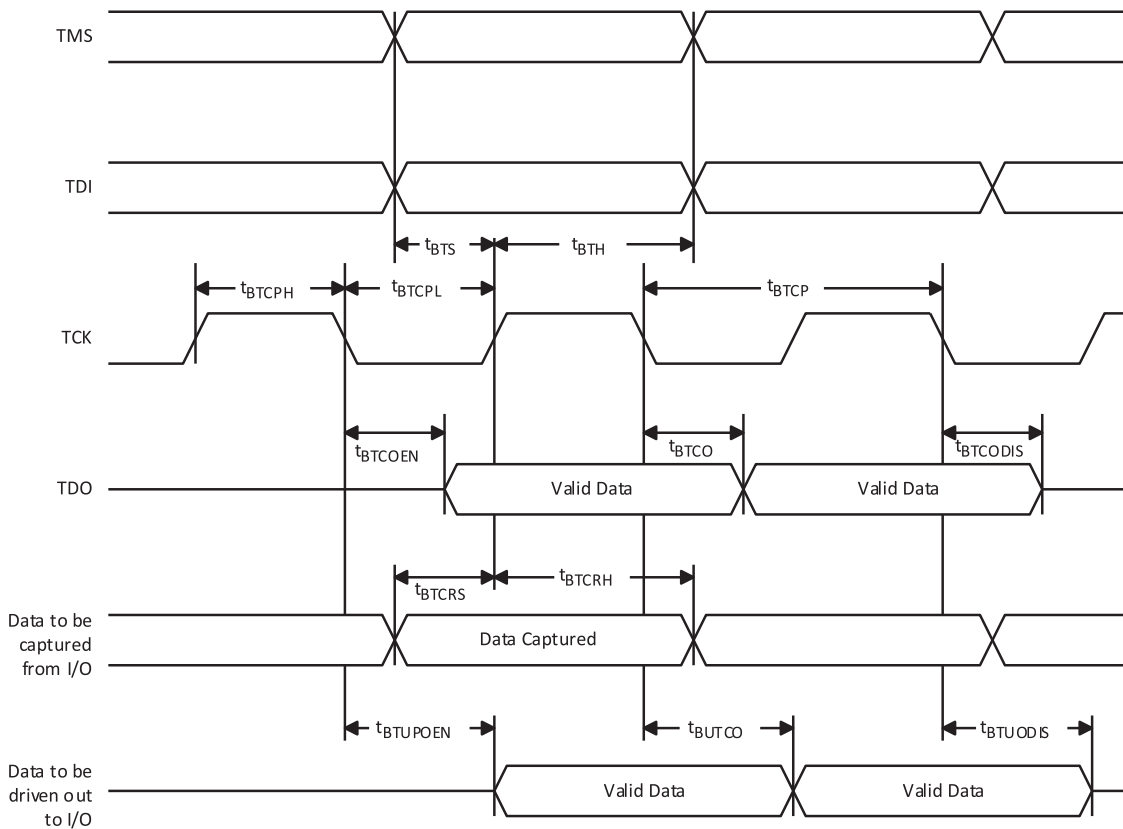 TMS
TDI
tBTS
tBTH
tBTCPH
tBTCPL
tBTCP
TCK
tBTCOEN
tBTCO
tBTCODIS
TDO
Valid Data
Valid Data
tBTCRS
tBTCRH
Data to be
captured
from I/O
Data Captured
tBTUPOEN
tBUTCO
tBTUODIS
Data to be
driven out
to I/O
Valid Data
Valid Data